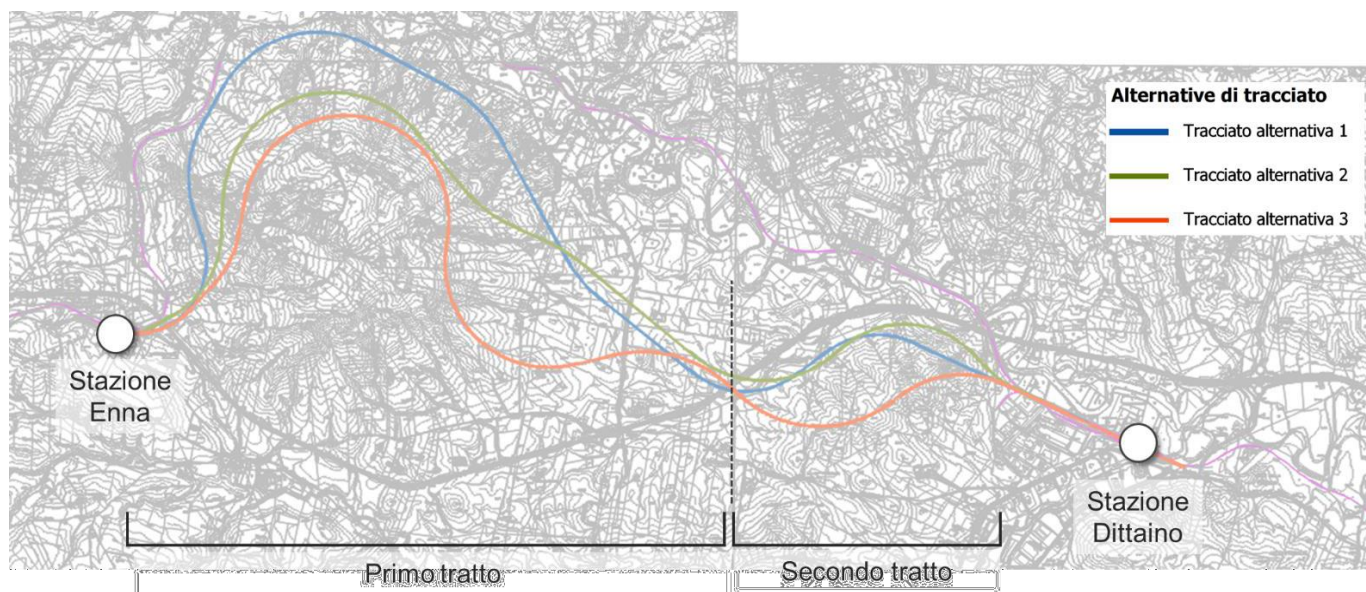 Alternative di tracciato
Tracciato alternativa 1
Tracciato alternativa 2
Tracciato alternativa 3
Stazione
Enna
Stazione
Dittaino
Primo tratto
Secondo tratto